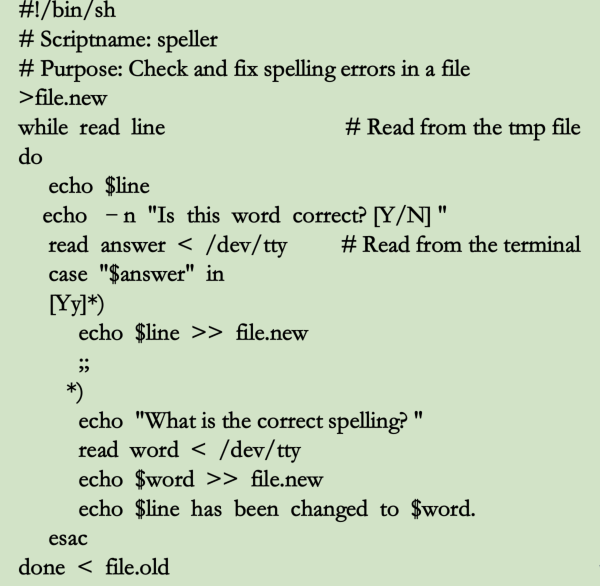 #!/bin/sh
# Scriptname: speller
# Purpose: Check and fix spelling errors in a file
>file.new
while read line # Read from the tmp file
do
echo $line
echo –n "Is this word correct? [Y/N] "
read answer < /dev/tty # Read from the terminal
case "$answer" in
[Yy]*)
echo $line >> file.new
;;
*)
echo "What is the correct spelling? "
read word < /dev/tty
echo $word >> file.new
echo $line has been changed to $word.
esac
done < file.old